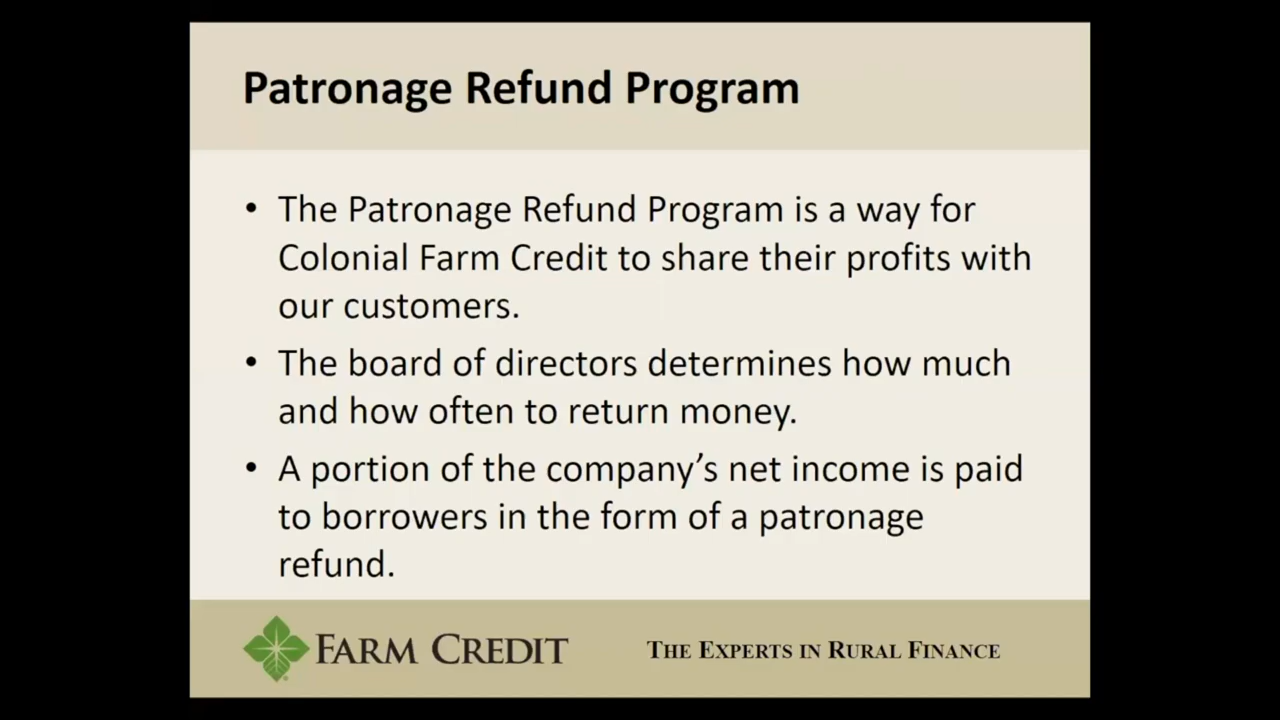 Patronage Refund Program
• The Patronage Refund Program is a way for
Colonial Farm Credit to share their profits with
our customers.
• The board of directors determines how much
and how often to return money.
• A portion of the company’s net income is paid
to borrowers in the form of a patronage
refund.
FARM CREDIT
THE EXPERTS IN RURAL FINANCE